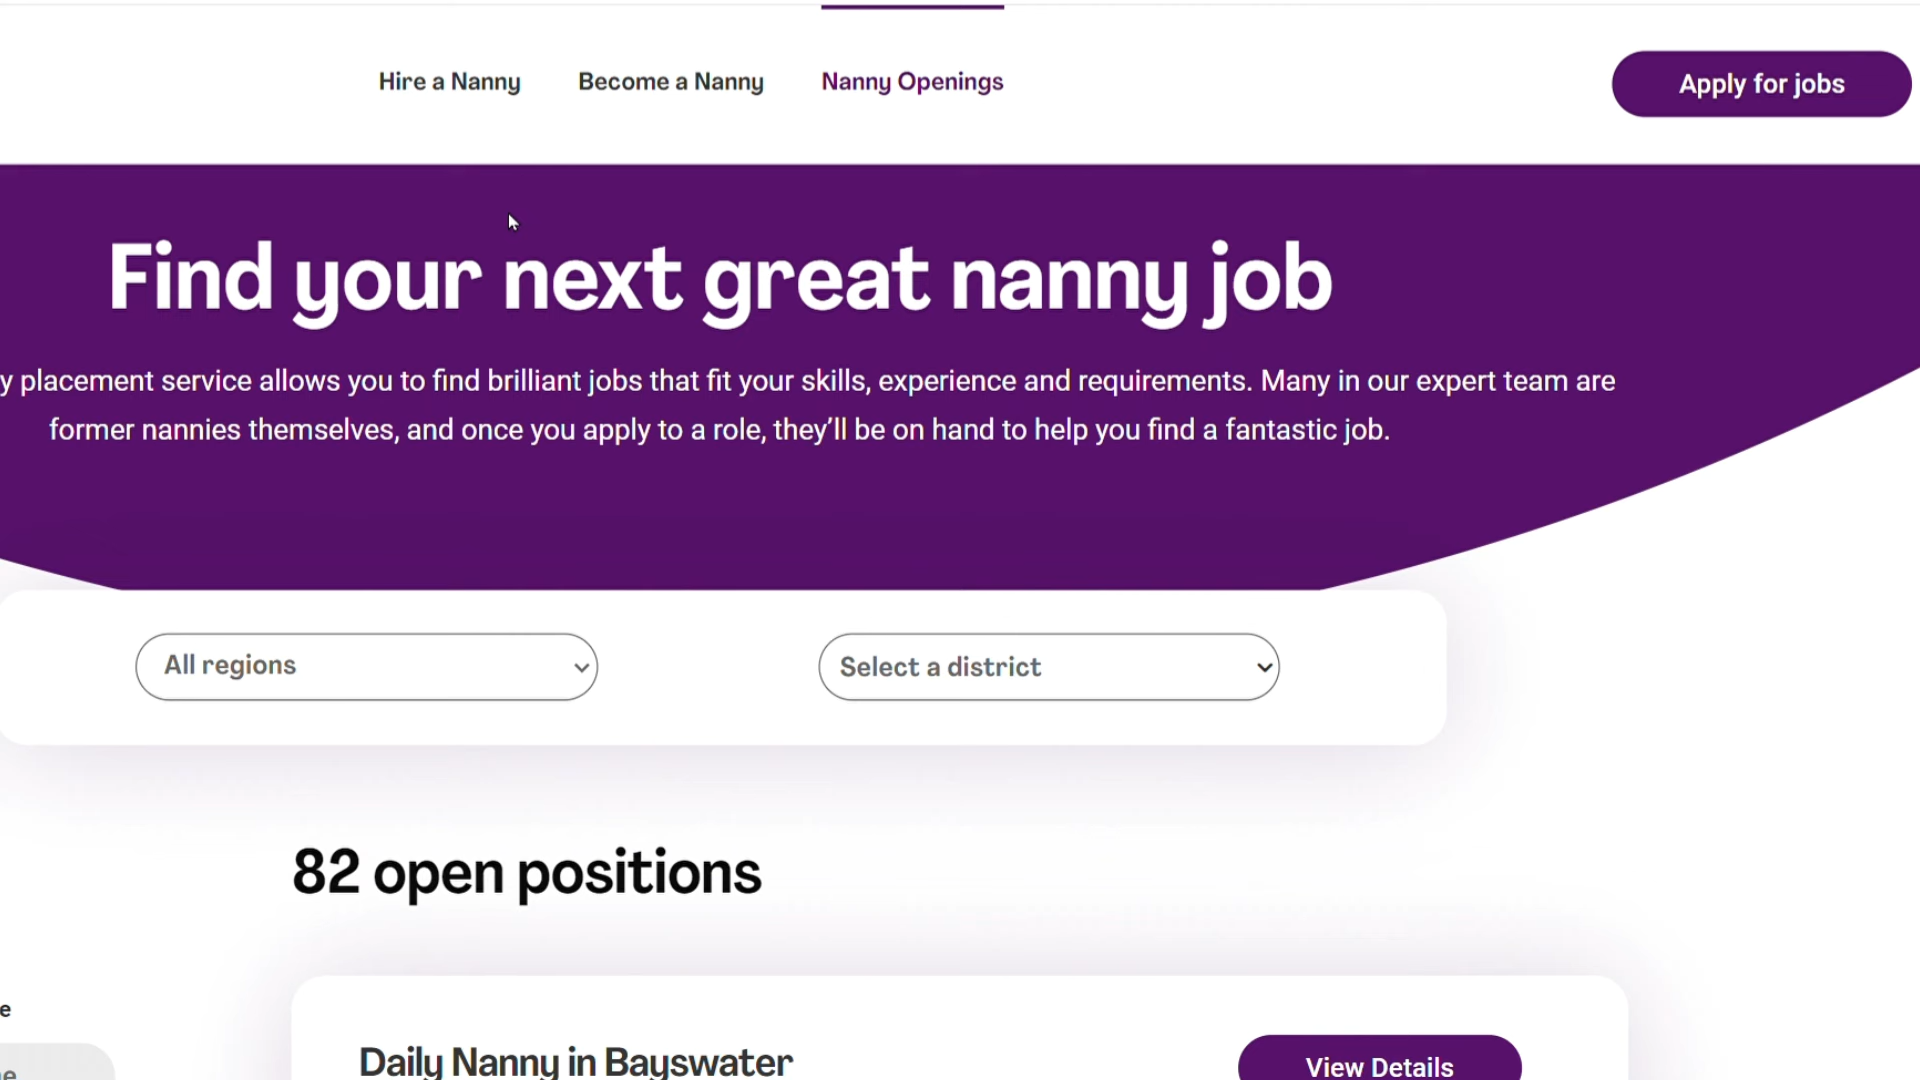 Hire a Nanny
Become a Nanny
Nanny Openings
Apply for jobs
Find your next great nanny job
y placement service allows you to find brilliant jobs that fit your skills, experience and requirements. Many in our expert team are
former nannies themselves, and once you apply to a role, they’ll be on hand to help you find a fantastic job.
All regions
Select a district
82 open positions
e
Daily Nanny in Bayswater
View Details